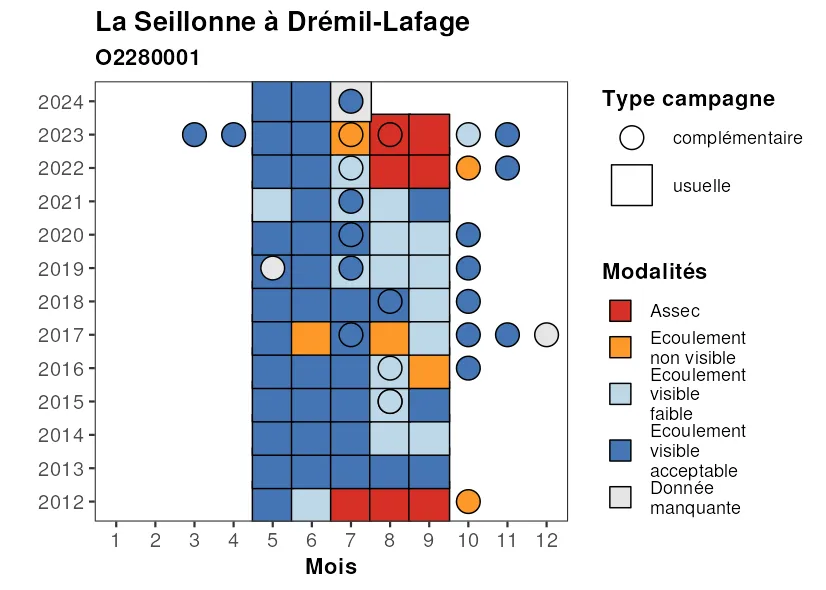 La Seillonne à Drémil-Lafage
O2280001
2024
2023
2022
2021
2020
2019
2018
2017
2016
2015
2014
2013
2012
1 2 3 4 5 6 7 8 9 10 11 12
Mois
Type campagne
complémentaire
usuelle
Modalités
Assec
Ecoulement
non visible
Ecoulement
visible
faible
Ecoulement
visible
acceptable
Donnée
manquante